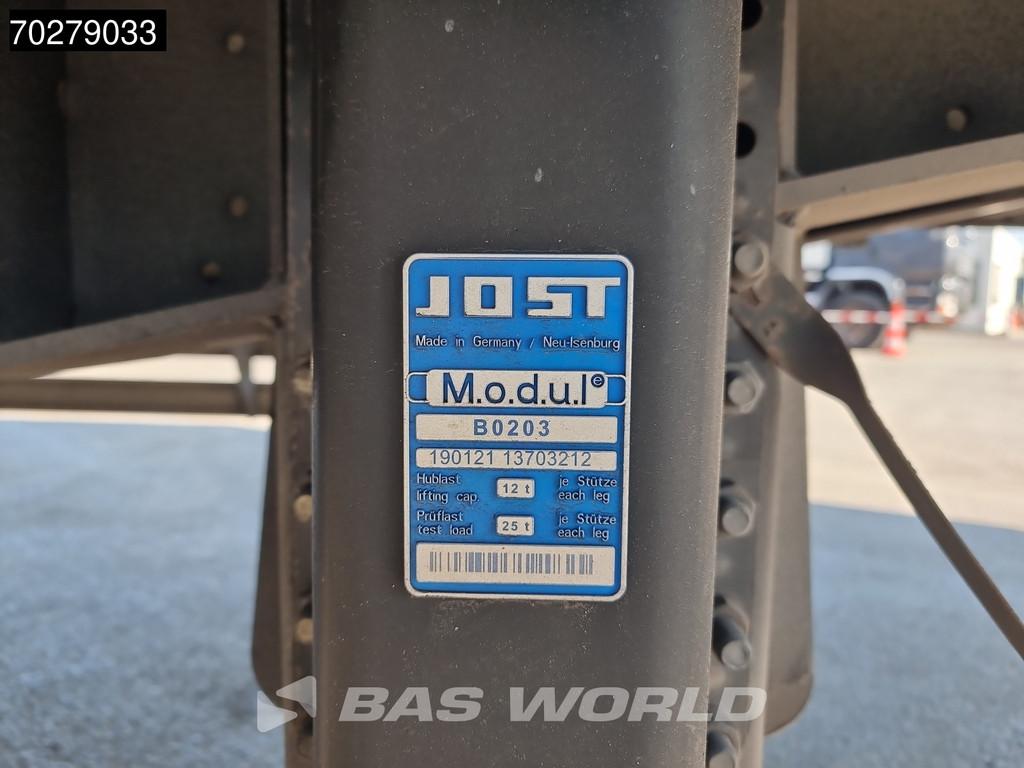 70279033
JOST
Made in Germany / Neu-Isenburg
M.o.d.u.l e
B0203
190121 13703212
Hublast 12 t je Stütze
lifting cap. each leg
Prüflast 25 t je Stütze
test load each leg
BAS WORLD